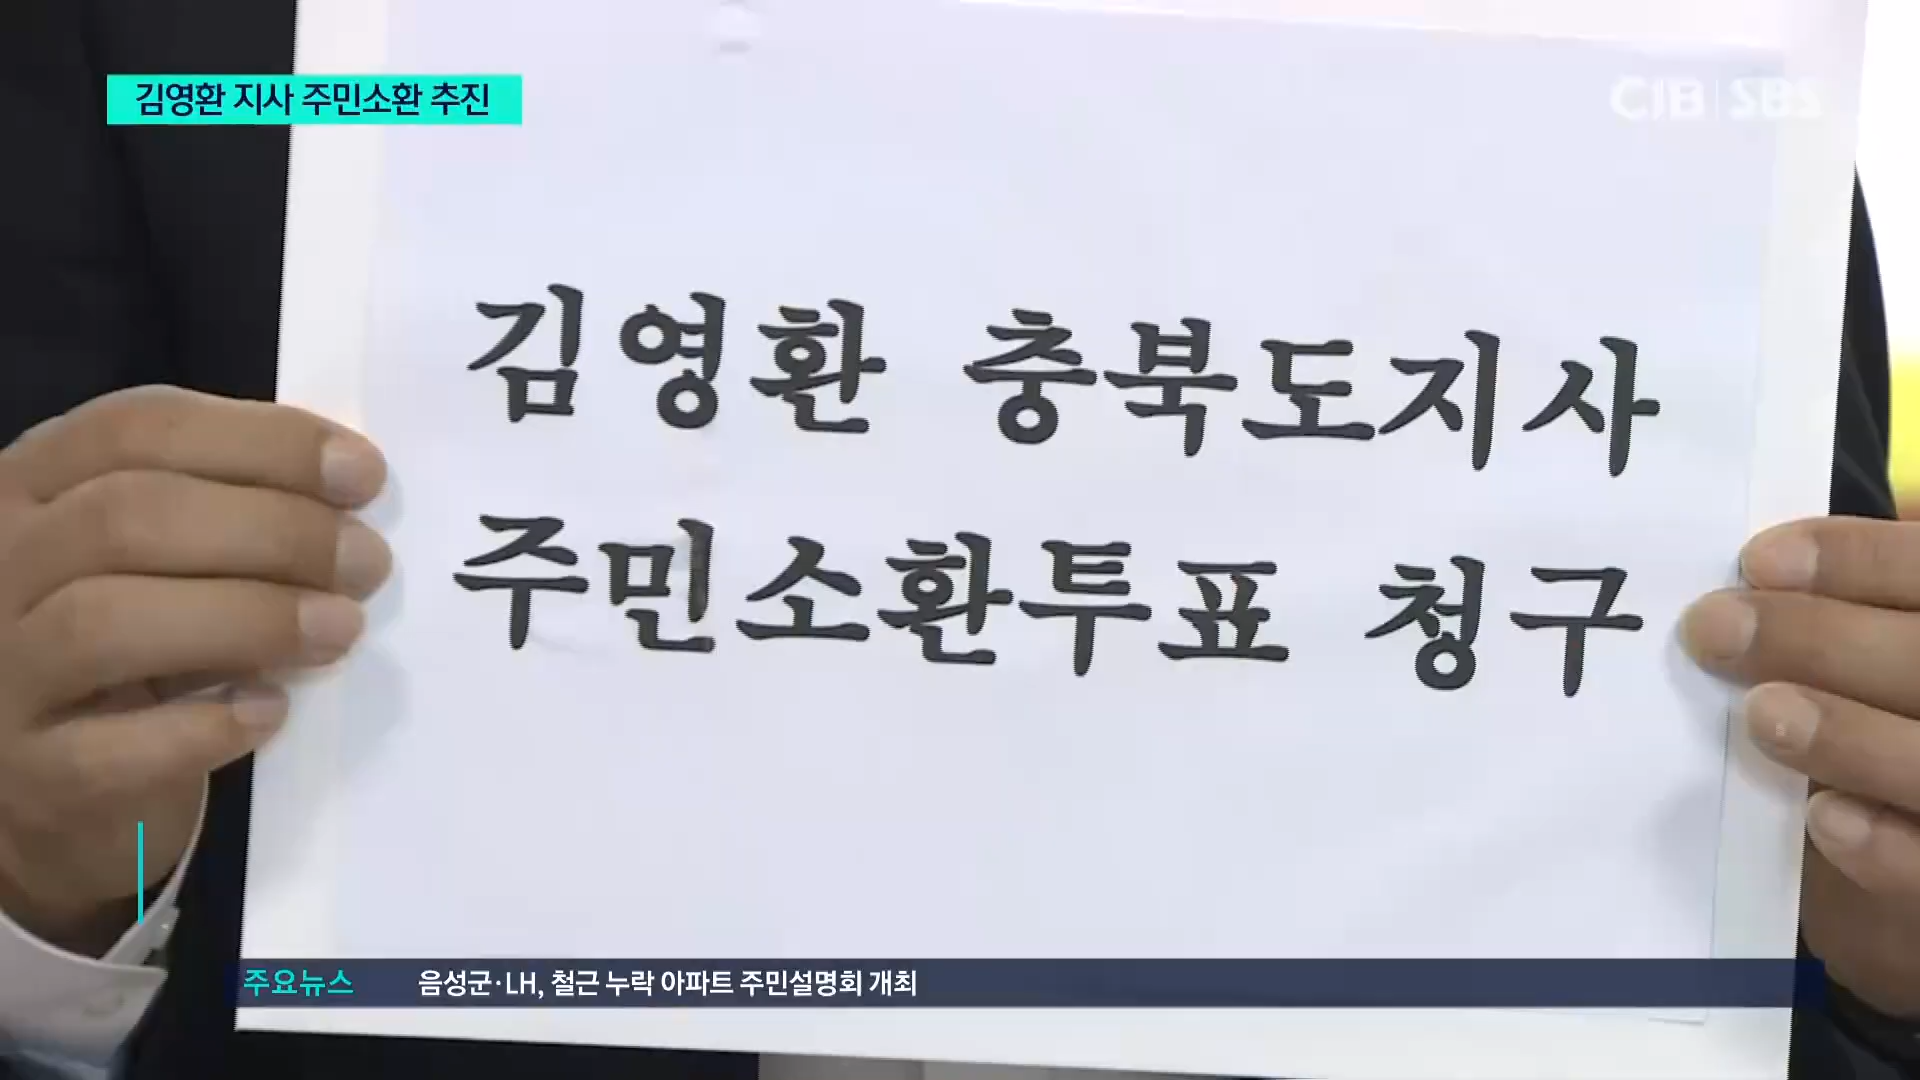 김영환 지사 주민소환 추진
CJB | SBS
김영환 충북도지사
주민소환투표 청구
주요뉴스 음성군·LH, 철근 누락 아파트 주민설명회 개최